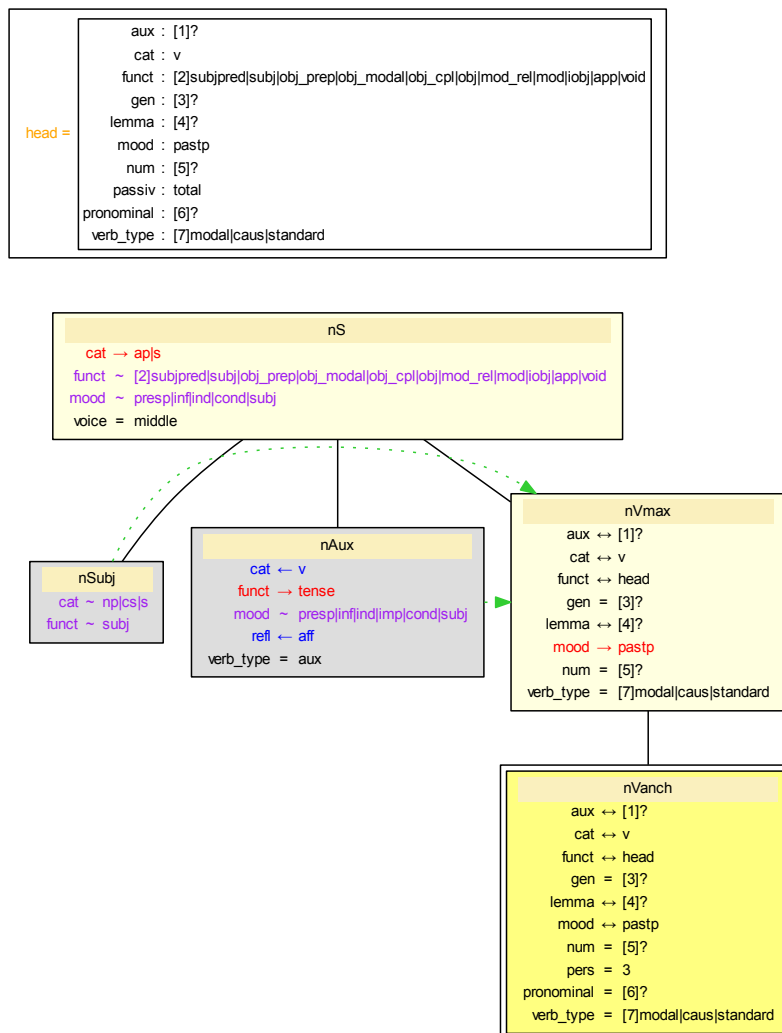 head =
aux : [1]?
cat : v
funct : [2]subjpred|subj|obj_prep|obj_modal|obj_cpl|obj|mod_rel|mod|iobj|app|void
gen : [3]?
lemma : [4]?
mood : pastp
num : [5]?
passiv : total
pronominal : [6]?
verb_type : [7]modal|caus|standard
nS
cat → ap|s
funct ~ [2]subjpred|subj|obj_prep|obj_modal|obj_cpl|obj|mod_rel|mod|iobj|app|void
mood ~ presp|inf|ind|cond|subj
voice = middle
nSubj
cat ~ np|cs|s
funct ~ subj
nAux
cat ← v
funct → tense
mood ~ presp|inf|ind|imp|cond|subj
refl ← aff
verb_type = aux
nVmax
aux ↔ [1]?
cat ↔ v
funct ↔ head
gen = [3]?
lemma ↔ [4]?
mood → pastp
num = [5]?
verb_type = [7]modal|caus|standard
nVanch
aux ↔ [1]?
cat ↔ v
funct ↔ head
gen = [3]?
lemma ↔ [4]?
mood ↔ pastp
num = [5]?
pers = 3
pronominal = [6]?
verb_type = [7]modal|caus|standard